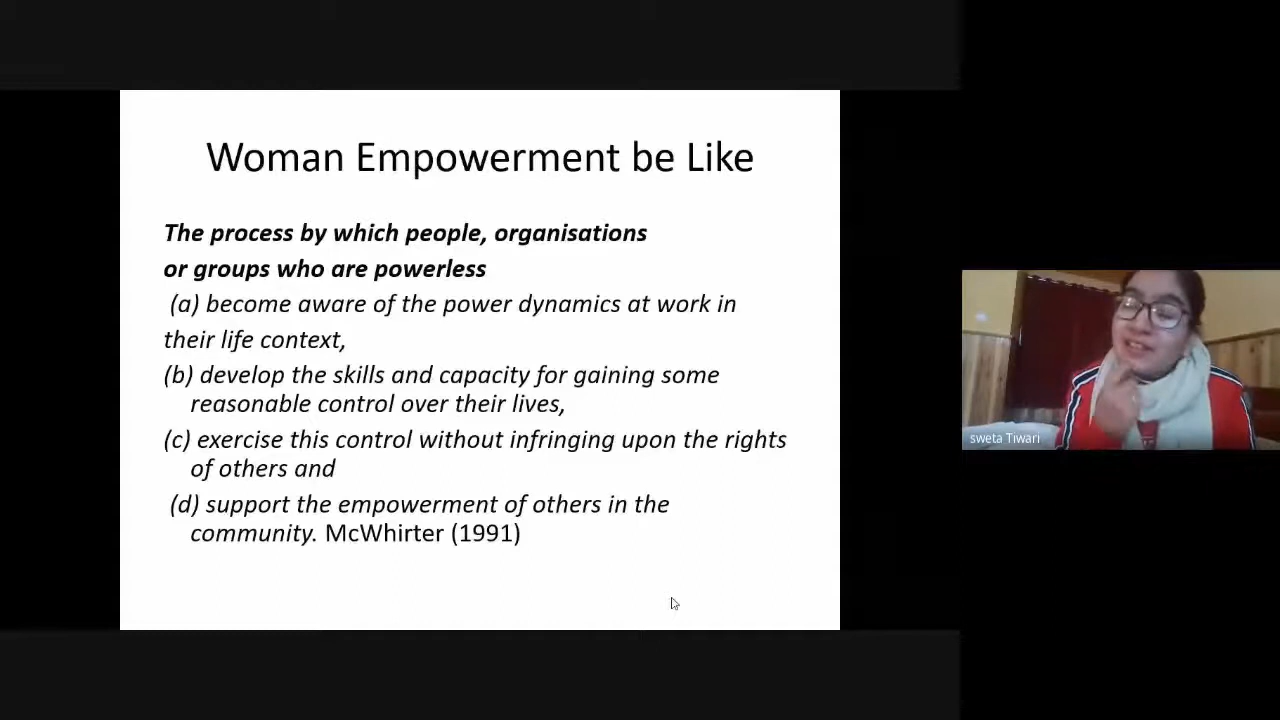 Woman Empowerment be Like
The process by which people, organisations
or groups who are powerless
(a) become aware of the power dynamics at work in
their life context,
(b) develop the skills and capacity for gaining some
reasonable control over their lives,
(c) exercise this control without infringing upon the rights
of others and
(d) support the empowerment of others in the
community. McWhirter (1991)
sweta Tiwari